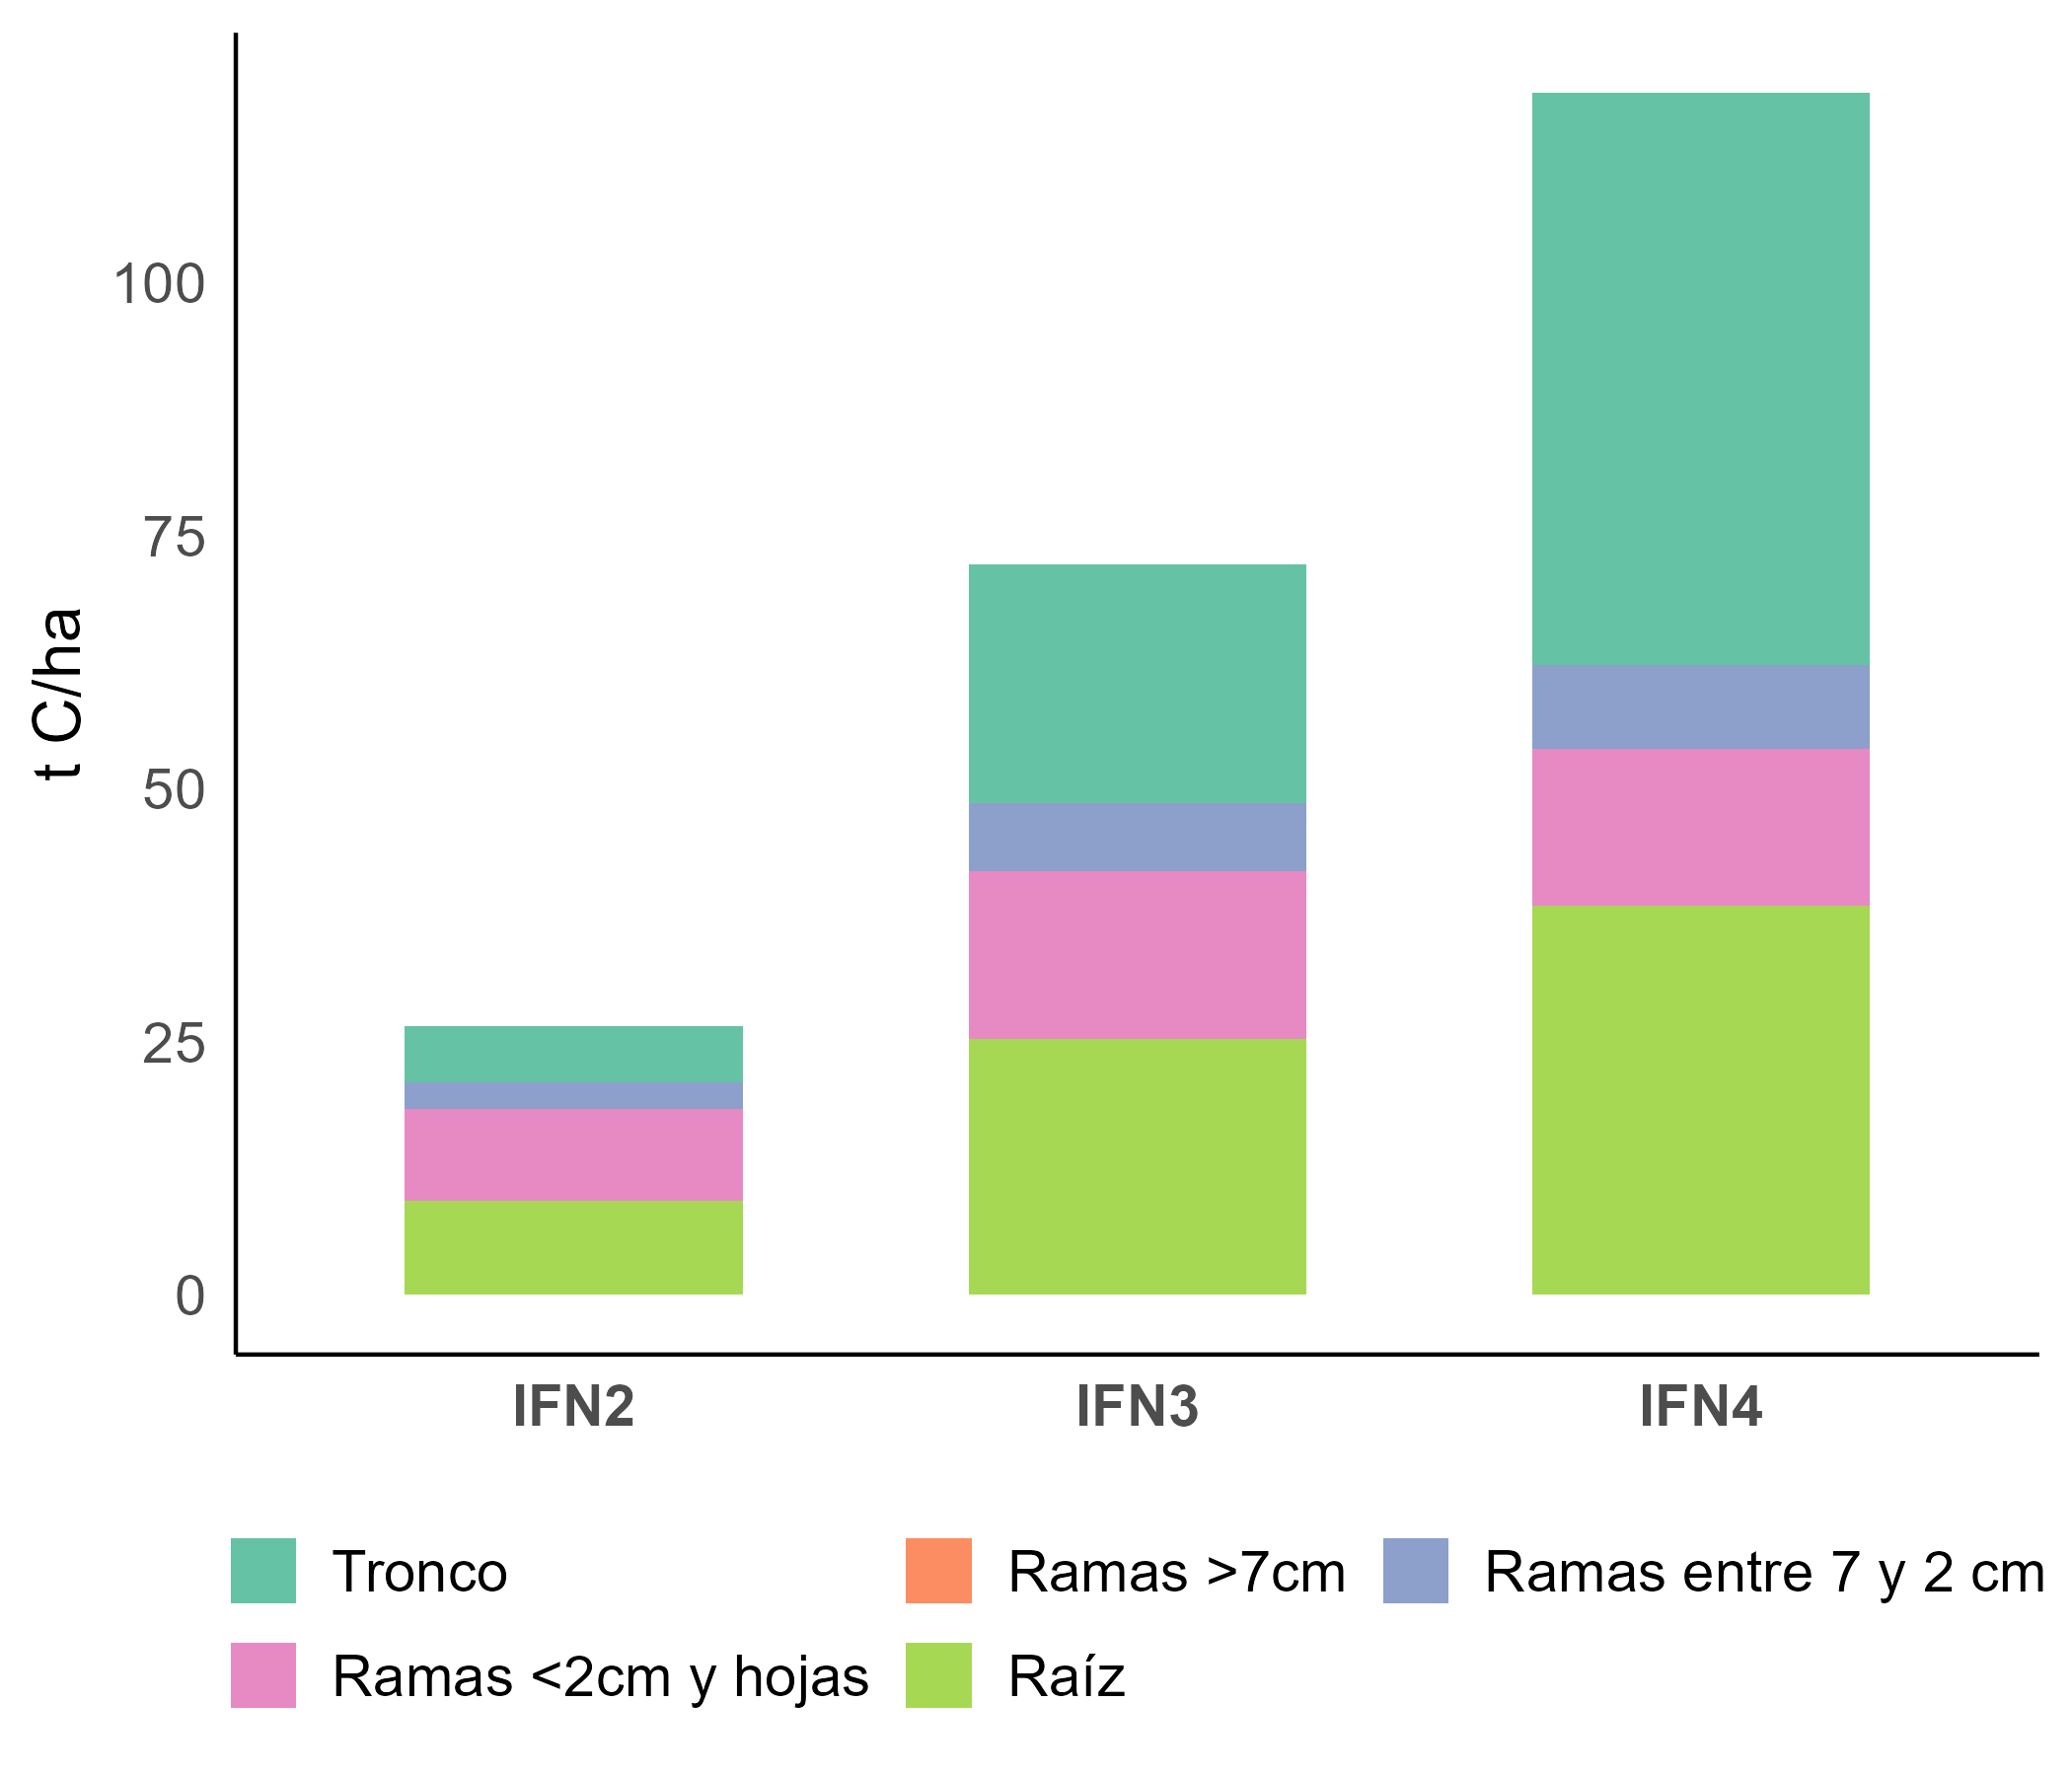 t C/ha
100
75
50
25
0
IFN2 IFN3 IFN4
Tronco Ramas >7cm Ramas entre 7 y 2 cm
Ramas <2cm y hojas Raíz